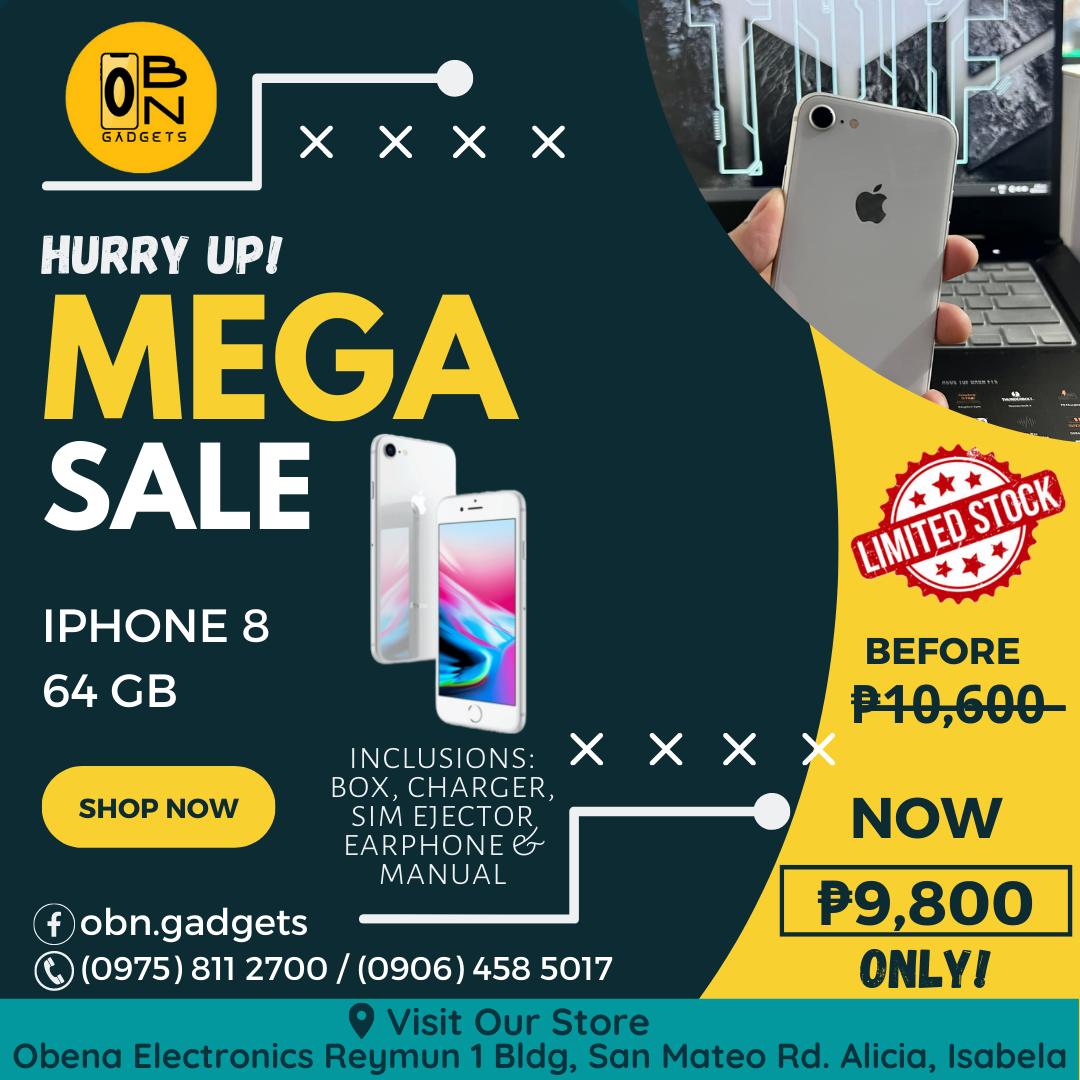 OBN
GADGETS
HURRY UP!
MEGA
SALE
IPHONE 8
64 GB
SHOP NOW
INCLUSIONS:
BOX, CHARGER,
SIM EJECTOR
EARPHONE &
MANUAL
obn.gadgets
(0975) 811 2700 / (0906) 458 5017
LIMITED STOCK
BEFORE
₱10,600
NOW
₱9,800
ONLY!
Visit Our Store
Obena Electronics Reymun 1 Bldg, San Mateo Rd. Alicia, Isabela